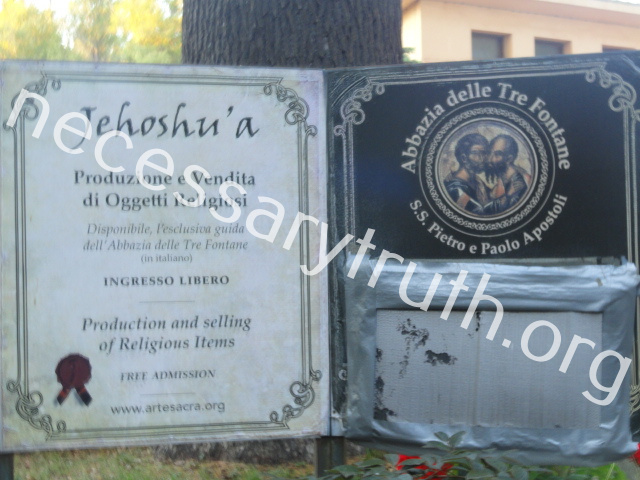 Jehoshu'a
Produzione e Vendita
di Oggetti Religiosi
Disponibile, l'esclusiva guida
dell'Abbazia delle Tre Fontane
(in italiano)
INGRESSO LIBERO
Production and selling
of Religious Items
FREE ADMISSION
www.artesacra.org
Abbazia delle Tre Fontane
S.S. Pietro e Paolo Apostoli
necessarytruth.org